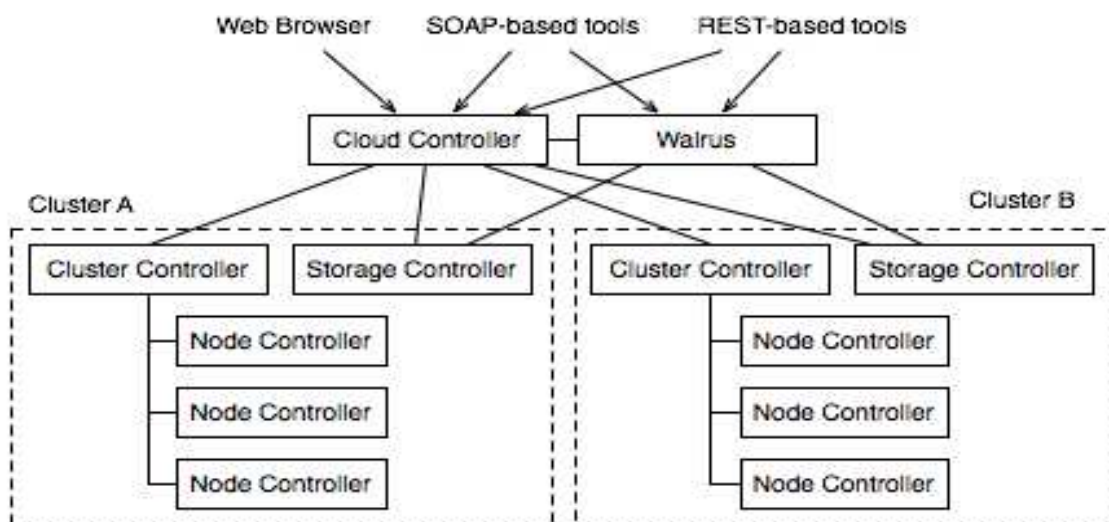 Web Browser SOAP-based tools REST-based tools
Cloud Controller Walrus
Cluster A Cluster B
Cluster Controller Storage Controller Cluster Controller Storage Controller
Node Controller Node Controller
Node Controller Node Controller
Node Controller Node Controller